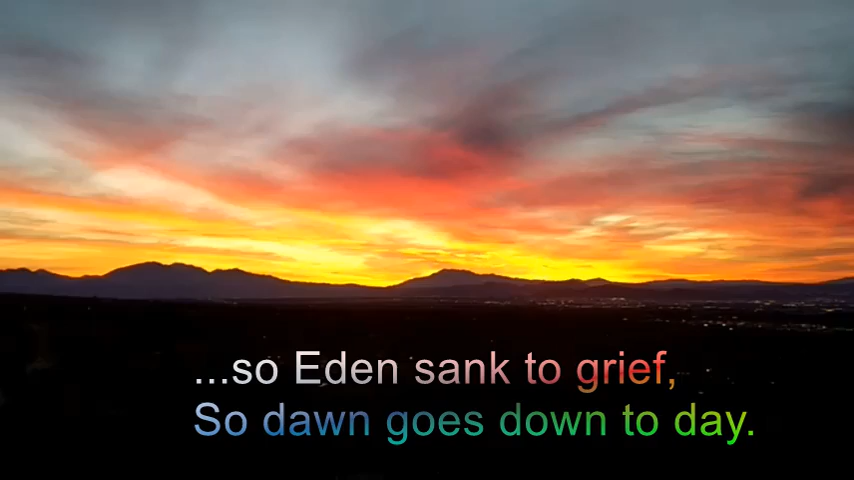 ...so Eden sank to grief,
So dawn goes down to day.